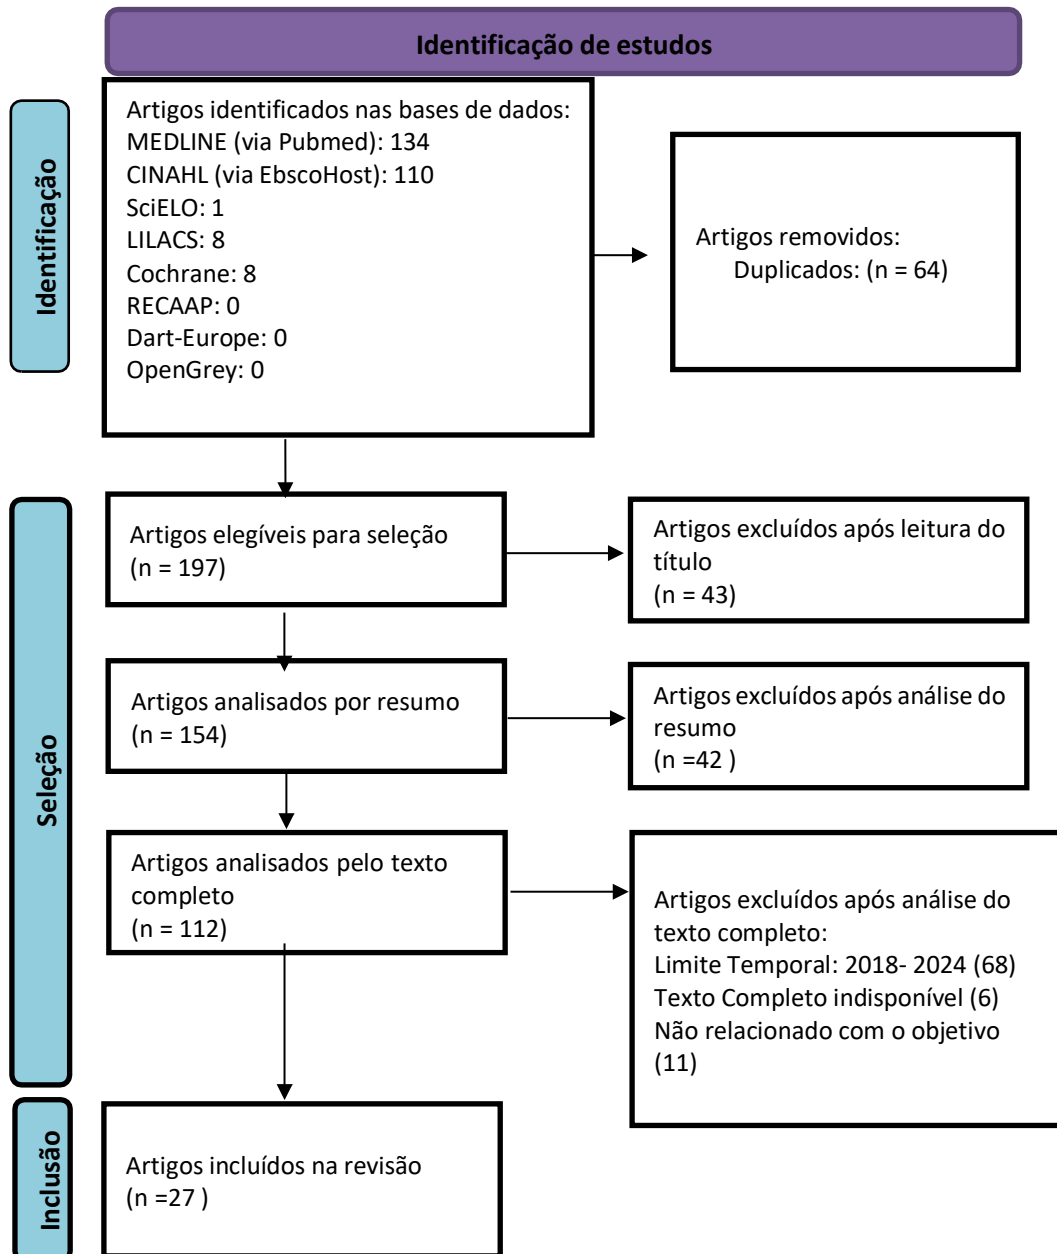 Identificação de estudos
Identificação
Artigos identificados nas bases de dados:
MEDLINE (via Pubmed): 134
CINAHL (via EbscoHost): 110
SciELO: 1
LILACS: 8
Cochrane: 8
RECAAP: 0
Dart-Europe: 0
OpenGrey: 0
Artigos removidos:
Duplicados: (n = 64)
Seleção
Artigos elegíveis para seleção
(n = 197)
Artigos excluídos após leitura do
título
(n = 43)
Artigos analisados por resumo
(n = 154)
Artigos excluídos após análise do
resumo
(n =42 )
Artigos analisados pelo texto
completo
(n = 112)
Artigos excluídos após análise do
texto completo:
Limite Temporal: 2018- 2024 (68)
Texto Completo indisponível (6)
Não relacionado com o objetivo
(11)
Inclusão
Artigos incluídos na revisão
(n =27 )